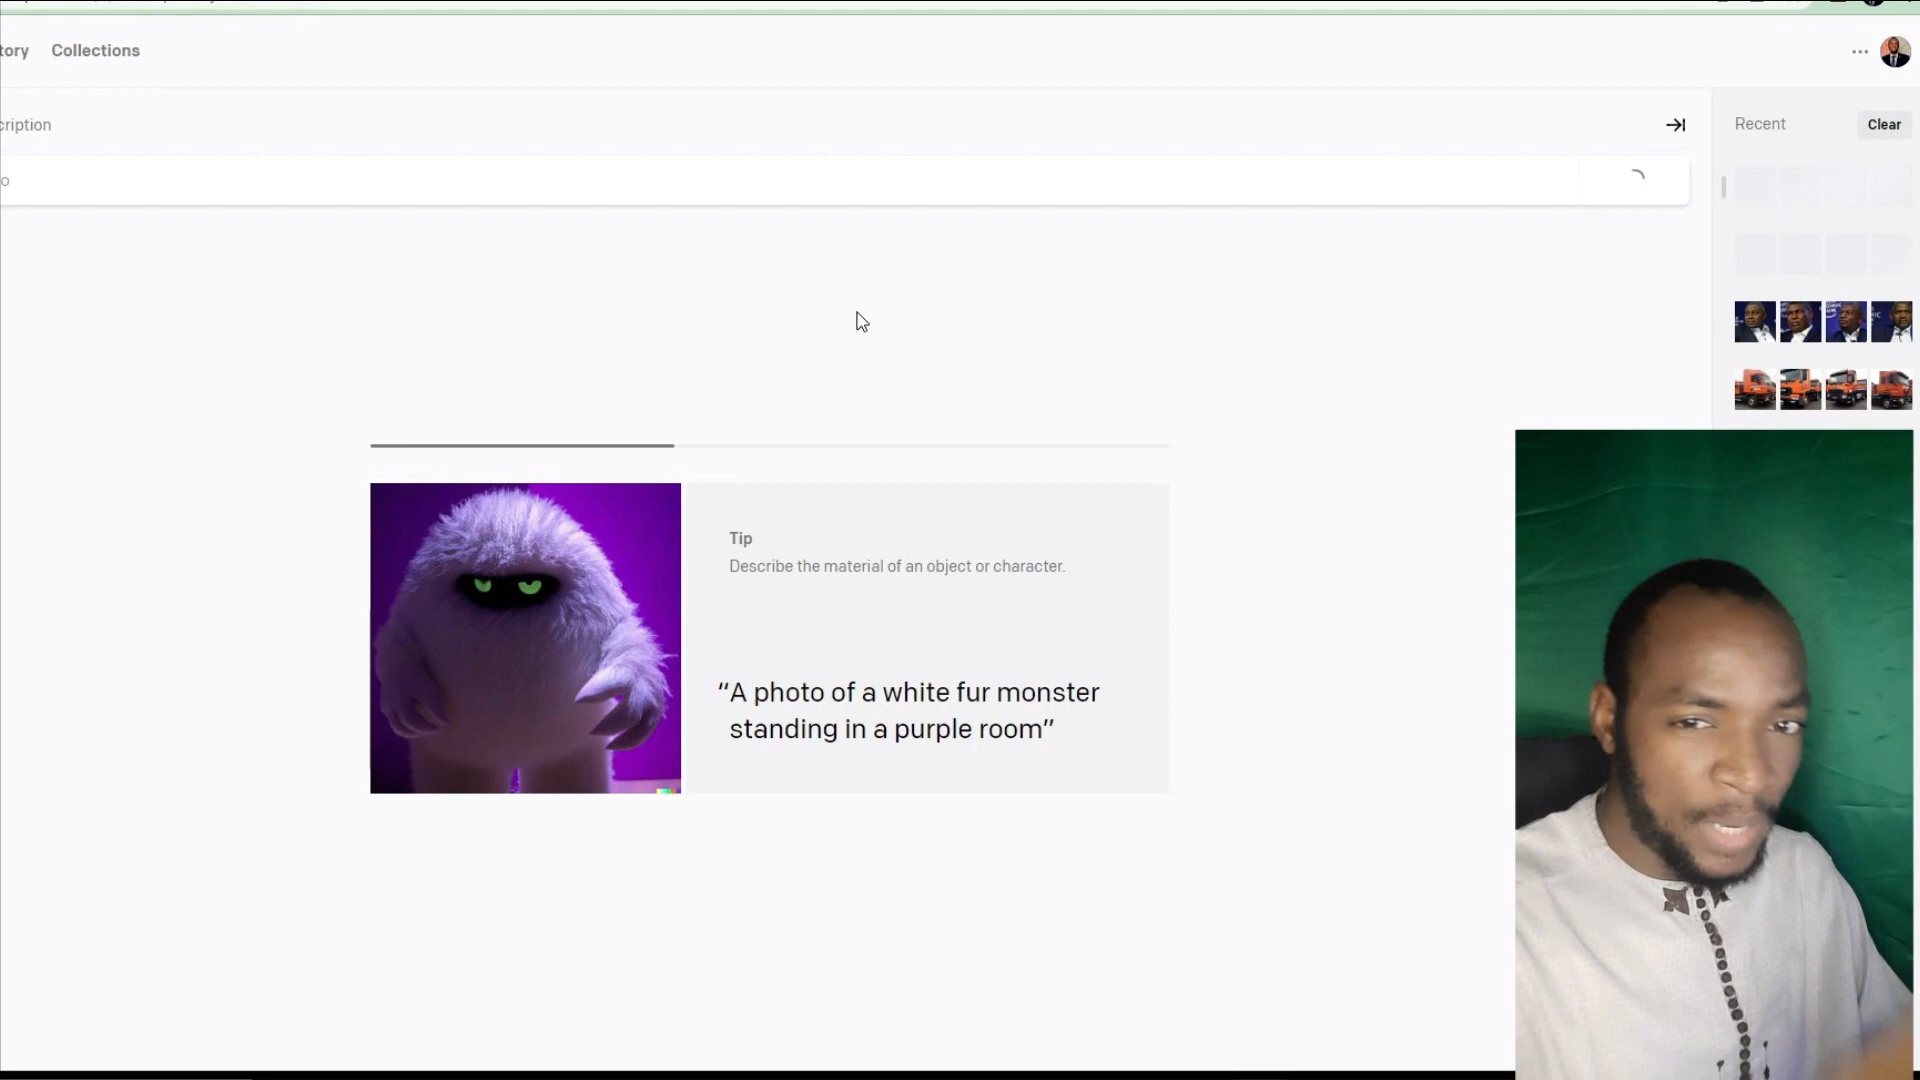 tory Collections
cription
Recent Clear
o
Tip
Describe the material of an object or character.
“A photo of a white fur monster
standing in a purple room”